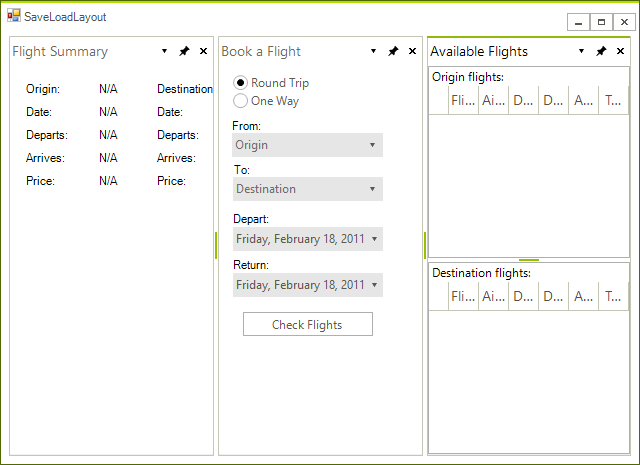 SaveLoadLayout
Flight Summary
Origin: N/A Destination
Date: N/A Date:
Departs: N/A Departs:
Arrives: N/A Arrives:
Price: N/A Price:
Book a Flight
Round Trip
One Way
From:
Origin
To:
Destination
Depart:
Friday, February 18, 2011
Return:
Friday, February 18, 2011
Check Flights
Available Flights
Origin flights:
Fli... Ai... D... D... A... T...
Destination flights:
Fli... Ai... D... D... A... T...